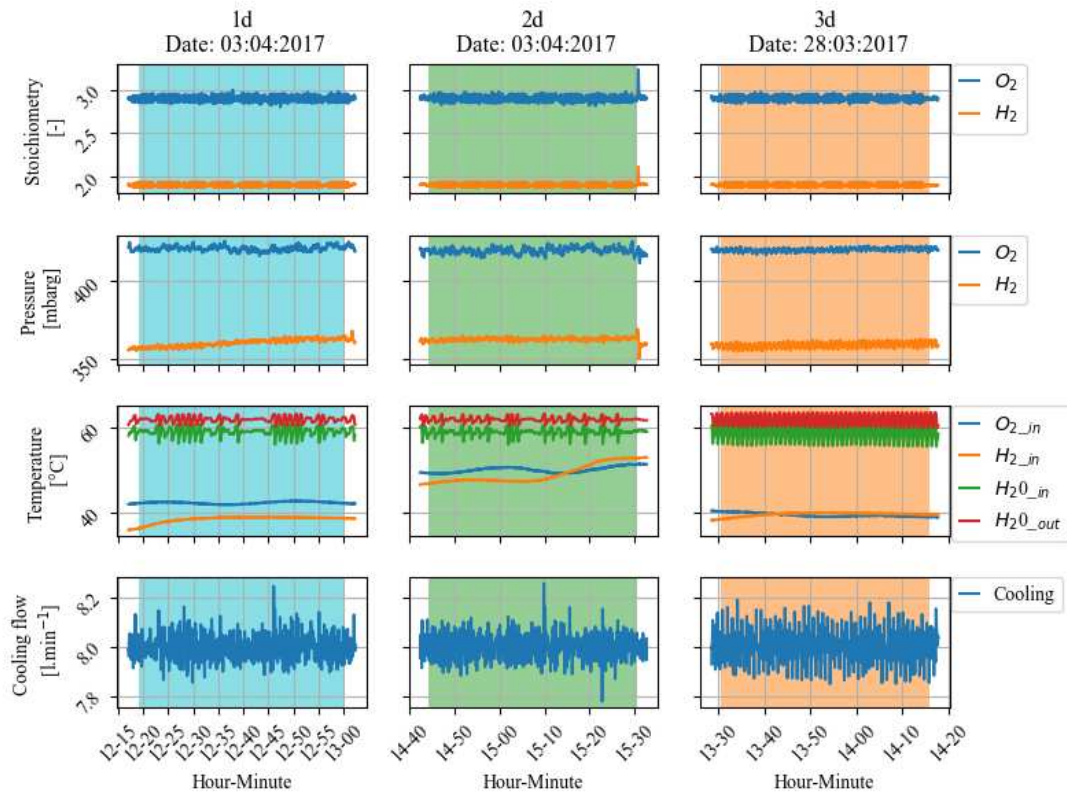 1d
Date: 03:04:2017
2d
Date: 03:04:2017
3d
Date: 28:03:2017
Stoichiometry
[-]
3.0
2.5
2.0
O₂
H₂
Pressure
[mbarg]
400
350
O₂
H₂
Temperature
[°C]
60
40
O₂_in
H₂_in
H₂0_in
H₂0_out
Cooling flow
[l.min⁻¹]
8.2
8.0
7.8
Cooling
12-15 12-20 12-25 12-30 12-35 12-40 12-45 12-50 12-55 13-00
14-40 14-50 15-00 15-10 15-20 15-30
13-30 13-40 13-50 14-00 14-10 14-20
Hour-Minute
Hour-Minute
Hour-Minute